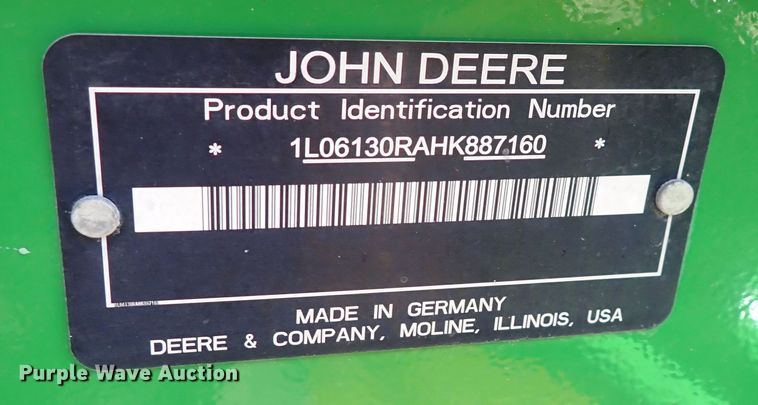 JOHN DEERE
Product Identification Number
* 1L06130RAHK887160 *
MADE IN GERMANY
DEERE & COMPANY, MOLINE, ILLINOIS, USA
Purple Wave Auction